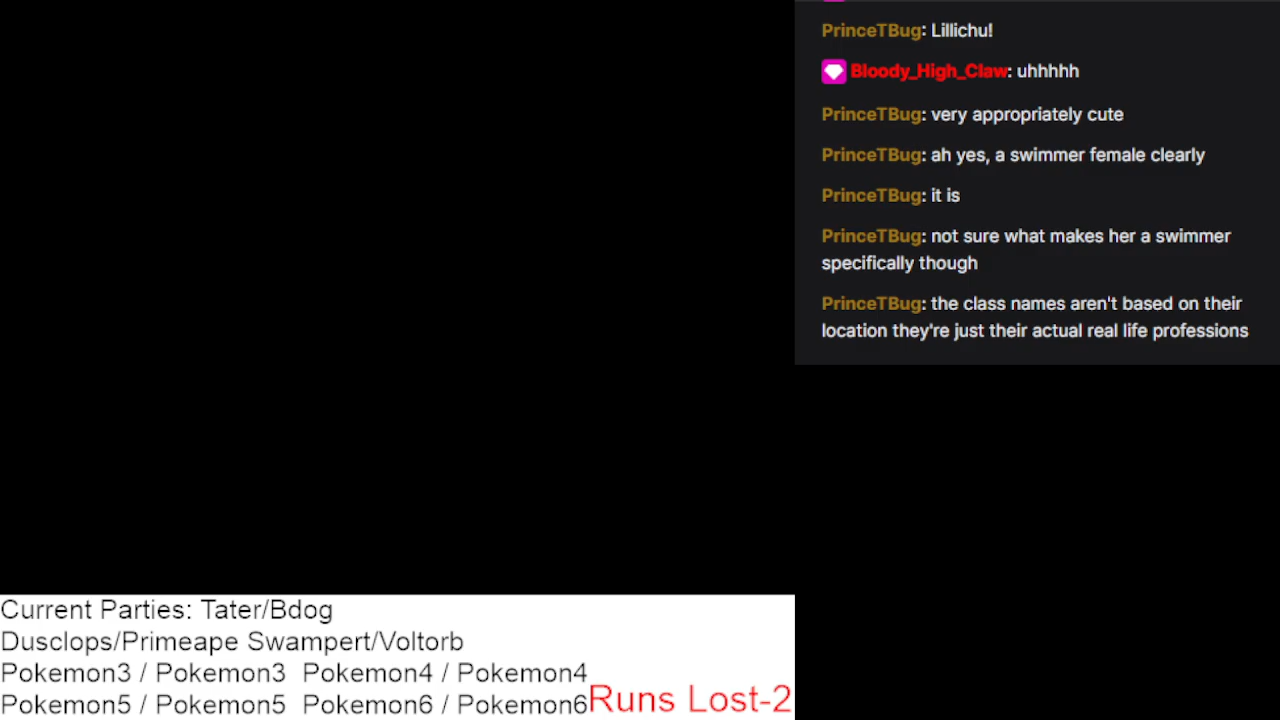 PrinceTBug: Lillichu!
Bloody_High_Claw: uhhhhh
PrinceTBug: very appropriately cute
PrinceTBug: ah yes, a swimmer female clearly
PrinceTBug: it is
PrinceTBug: not sure what makes her a swimmer
specifically though
PrinceTBug: the class names aren't based on their
location they're just their actual real life professions
Current Parties: Tater/Bdog
Dusclops/Primeape Swampert/Voltorb
Pokemon3 / Pokemon3 Pokemon4 / Pokemon4
Pokemon5 / Pokemon5 Pokemon6 / Pokemon6
Runs Lost-2